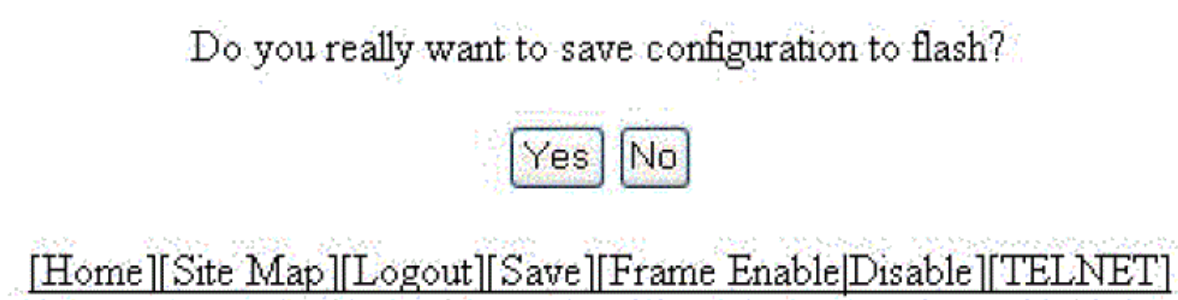 Do you really want to save configuration to flash?
Yes No
[Home][Site Map][Logout][Save][Frame Enable|Disable][TELNET]